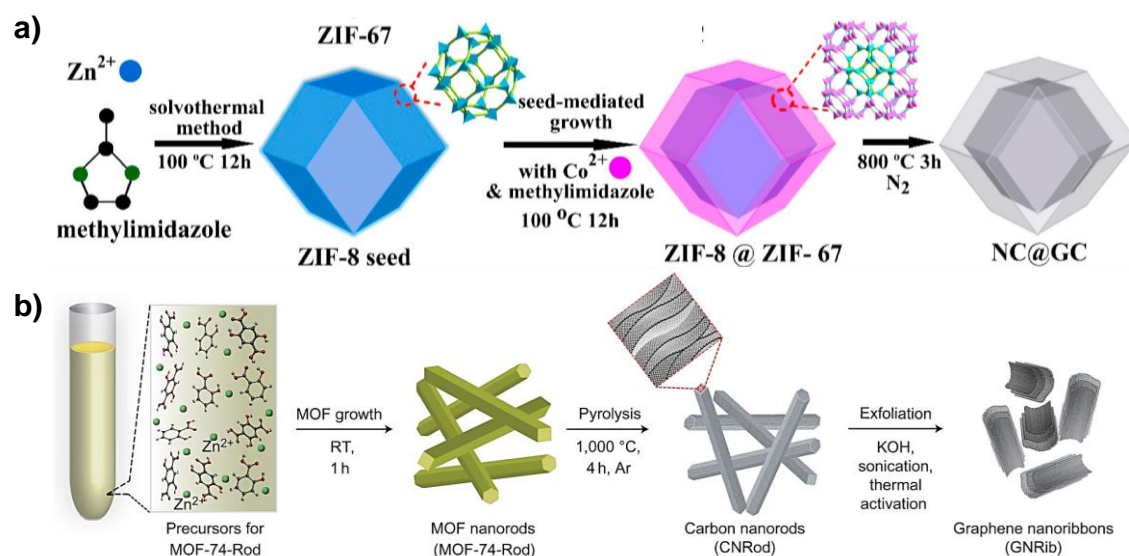 a)
ZIF-67
Zn2+
solvothermal
method
100 ºC 12h
methylimidazole
ZIF-8 seed
seed-mediated
growth
with Co2+
& methylimidazole
100 OC 12h
ZIF-8 @ ZIF- 67
800 ºC 3h
N2
NC@GC
b)
Zn2+
Zn2+
Precursors for
MOF-74-Rod
MOF growth
RT,
1 h
MOF nanorods
(MOF-74-Rod)
Pyrolysis
1,000 °C,
4 h, Ar
Carbon nanorods
(CNRod)
Exfoliation
KOH,
sonication,
thermal
activation
Graphene nanoribbons
(GNRib)